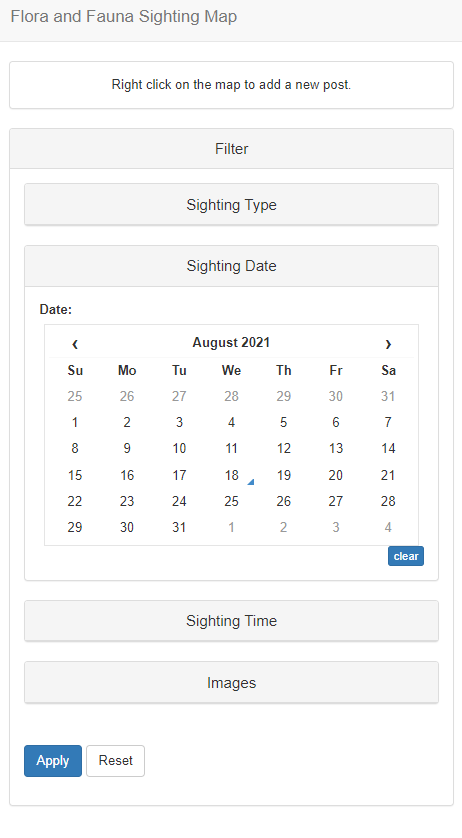 Flora and Fauna Sighting Map
Right click on the map to add a new post.
Filter
Sighting Type
Sighting Date
Date:
‹ August 2021 ›
Su Mo Tu We Th Fr Sa
25 26 27 28 29 30 31
1 2 3 4 5 6 7
8 9 10 11 12 13 14
15 16 17 18 19 20 21
22 23 24 25 26 27 28
29 30 31 1 2 3 4
clear
Sighting Time
Images
Apply Reset